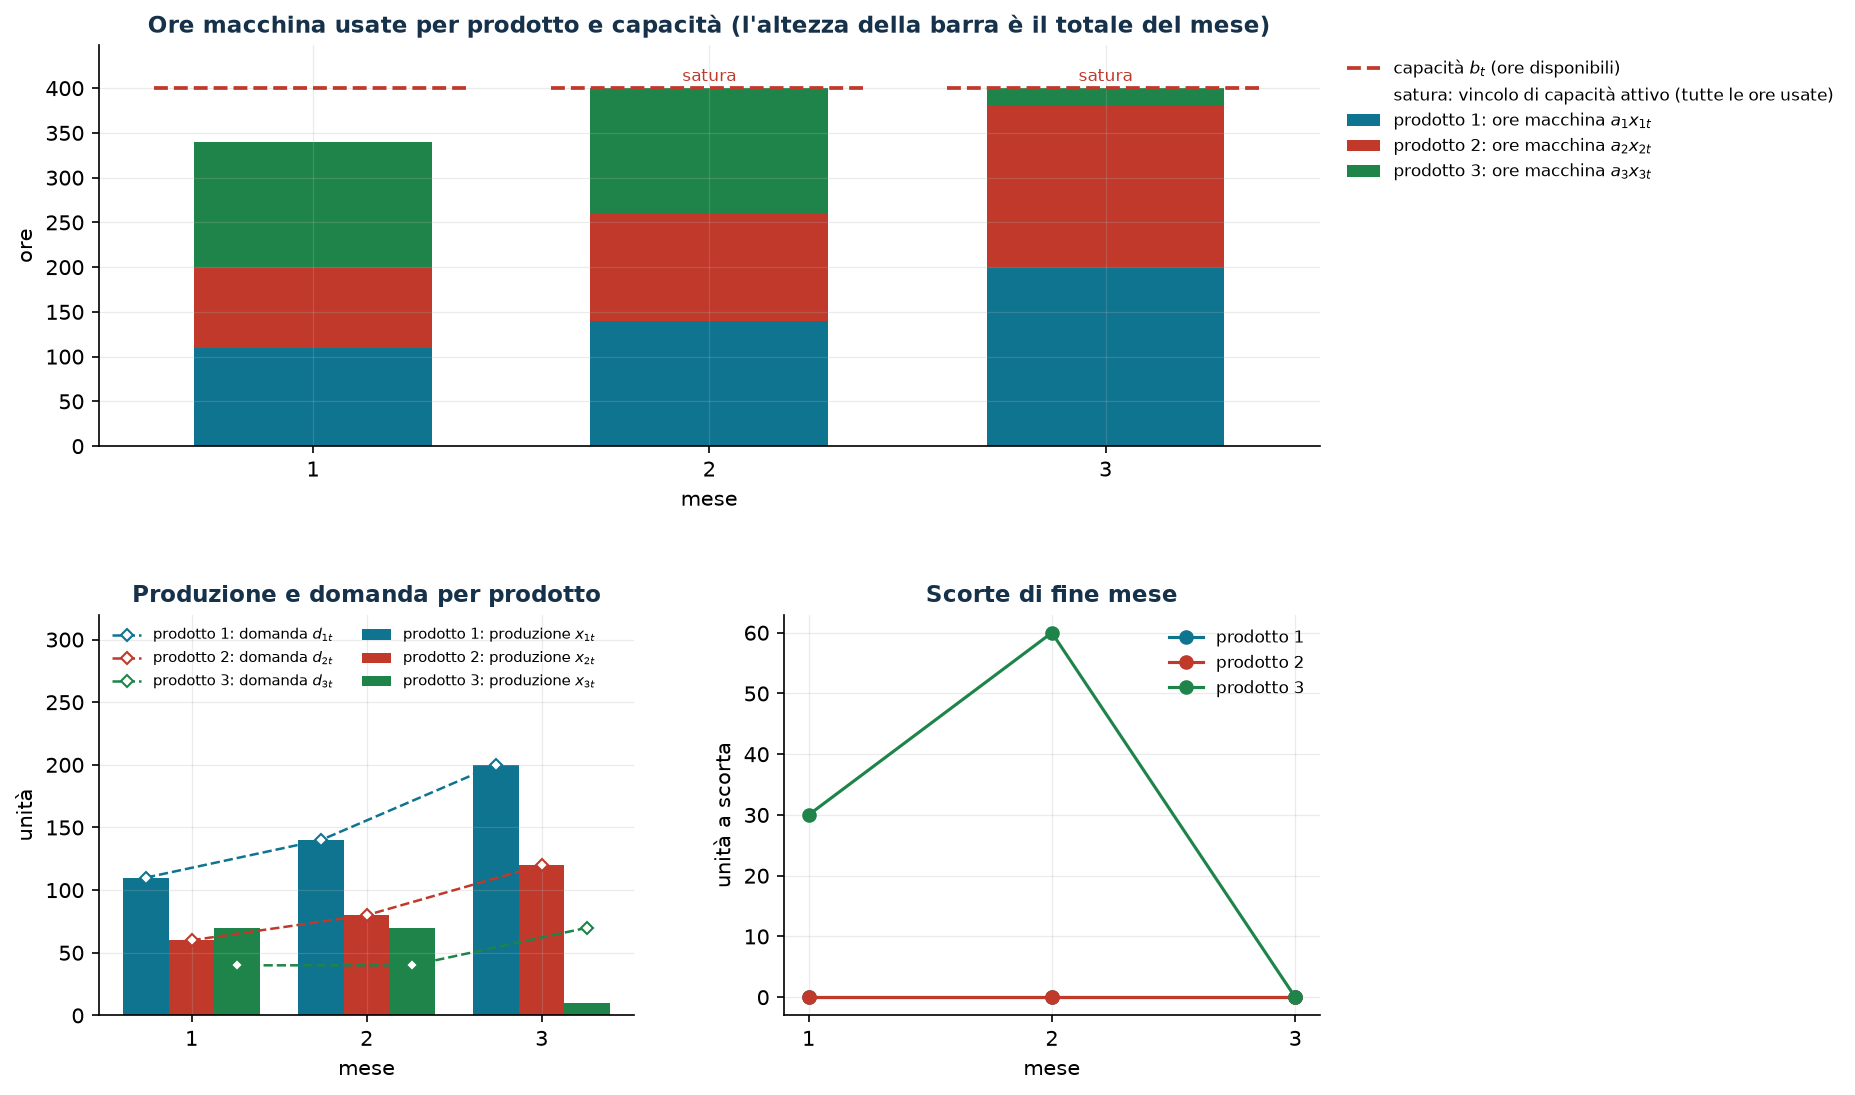 Ore macchina usate per prodotto e capacità (l'altezza della barra è il totale del mese)
satura
satura
400
350
300
250
200
150
100
50
0
ore
1
2
3
mese
capacità b_t (ore disponibili)
satura: vincolo di capacità attivo (tutte le ore usate)
prodotto 1: ore macchina a_1x_{1t}
prodotto 2: ore macchina a_2x_{2t}
prodotto 3: ore macchina a_3x_{3t}
Produzione e domanda per prodotto
prodotto 1: domanda d_{1t}
prodotto 2: domanda d_{2t}
prodotto 3: domanda d_{3t}
prodotto 1: produzione x_{1t}
prodotto 2: produzione x_{2t}
prodotto 3: produzione x_{3t}
300
250
200
150
100
50
0
unità
1
2
3
mese
Scorte di fine mese
prodotto 1
prodotto 2
prodotto 3
60
50
40
30
20
10
0
unità a scorta
1
2
3
mese